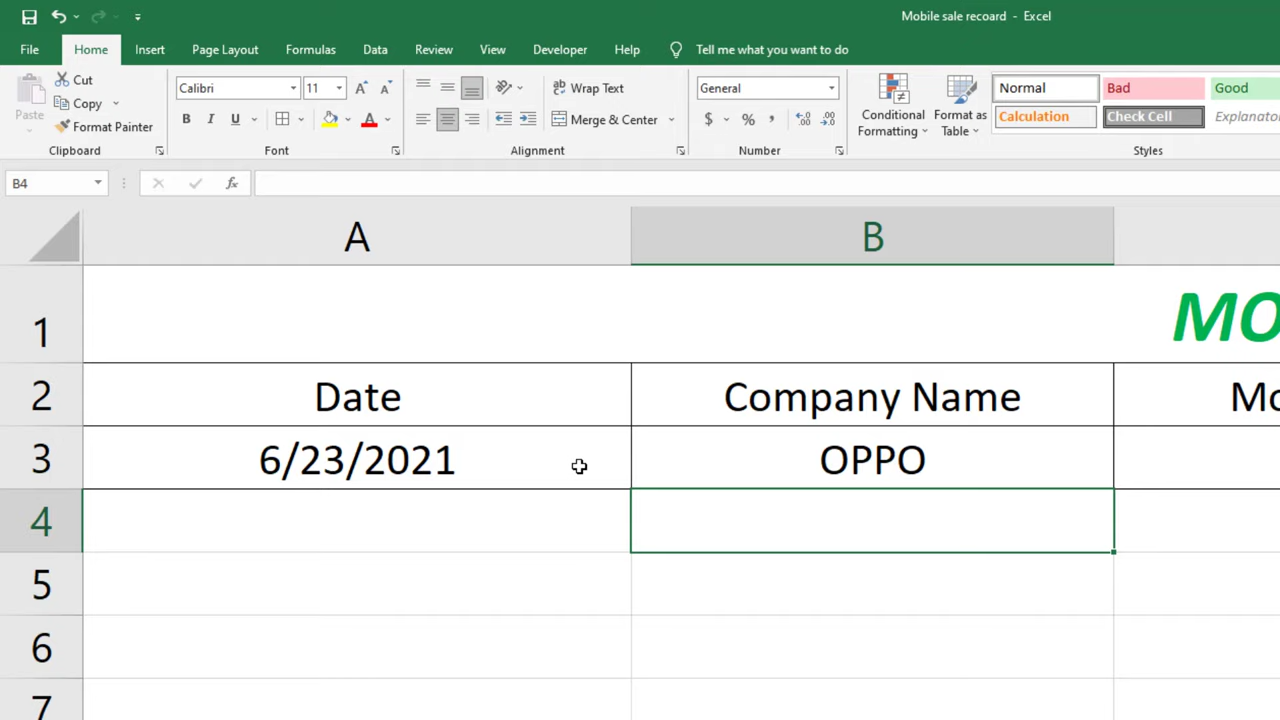 Mobile sale recoard - Excel
File Home Insert Page Layout Formulas Data Review View Developer Help Tell me what you want to do
Paste
Cut
Copy
Format Painter
Clipboard
Calibri 11
B I U
Font
Wrap Text
Merge & Center
Alignment
General
$ % ,
Number
Conditional Formatting
Format as Table
Normal Bad Good
Calculation Check Cell Explanator
Styles
B4 fx
A B
1 MO
2 Date Company Name Mo
3 6/23/2021 OPPO
4
5
6
7